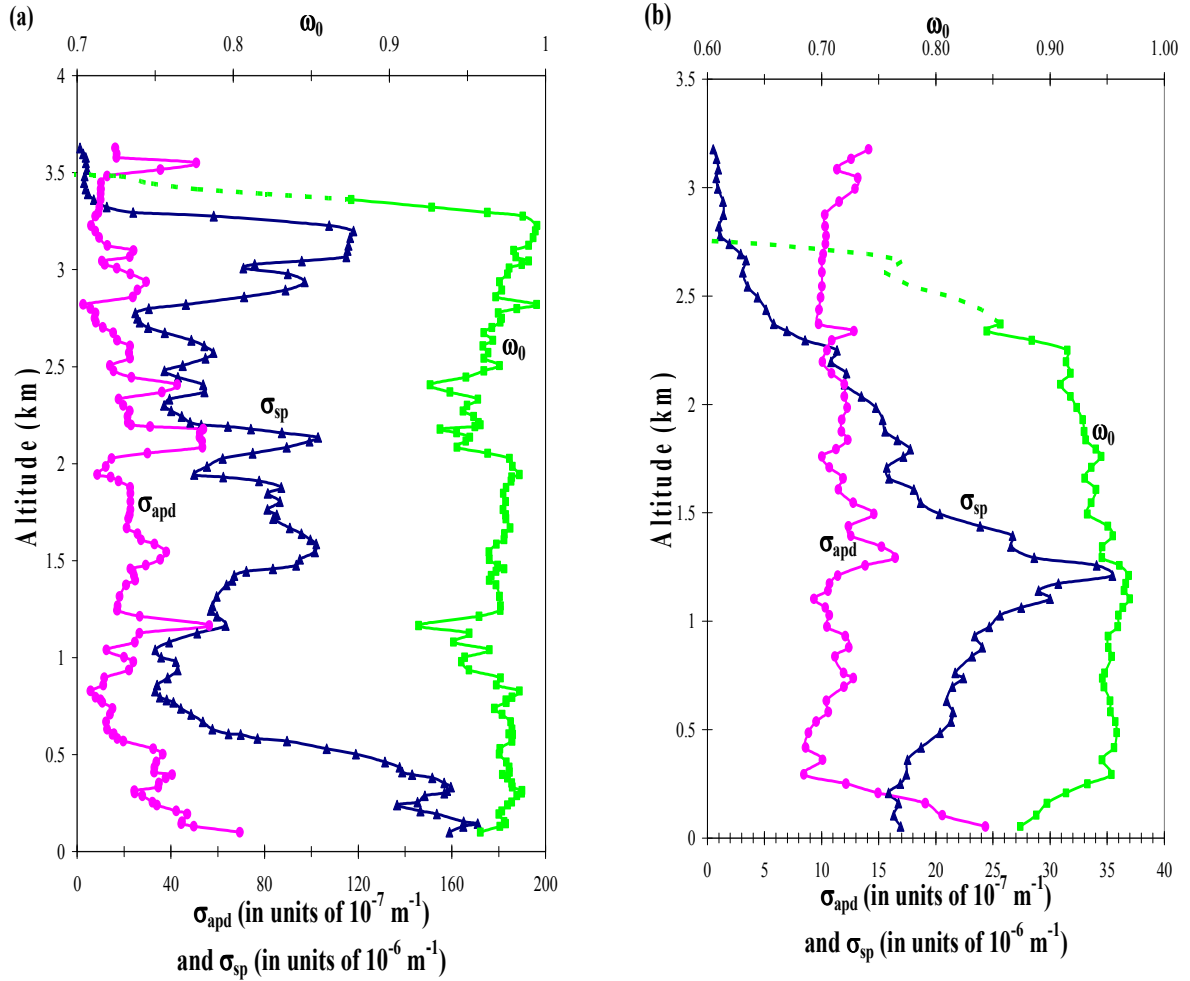 (a)
ω₀
0.7 0.8 0.9 1
4
3.5
3
2.5
2
1.5
1
0.5
0
Altitude (km)
ω₀
σsp
σapd
0 40 80 120 160 200
σapd (in units of 10⁻⁷ m⁻¹)
and σsp (in units of 10⁻⁶ m⁻¹)
(b)
ω₀
0.60 0.70 0.80 0.90 1.00
3.5
3
2.5
2
1.5
1
0.5
0
Altitude (km)
ω₀
σsp
σapd
0 5 10 15 20 25 30 35 40
σapd (in units of 10⁻⁷ m⁻¹)
and σsp (in units of 10⁻⁶ m⁻¹)